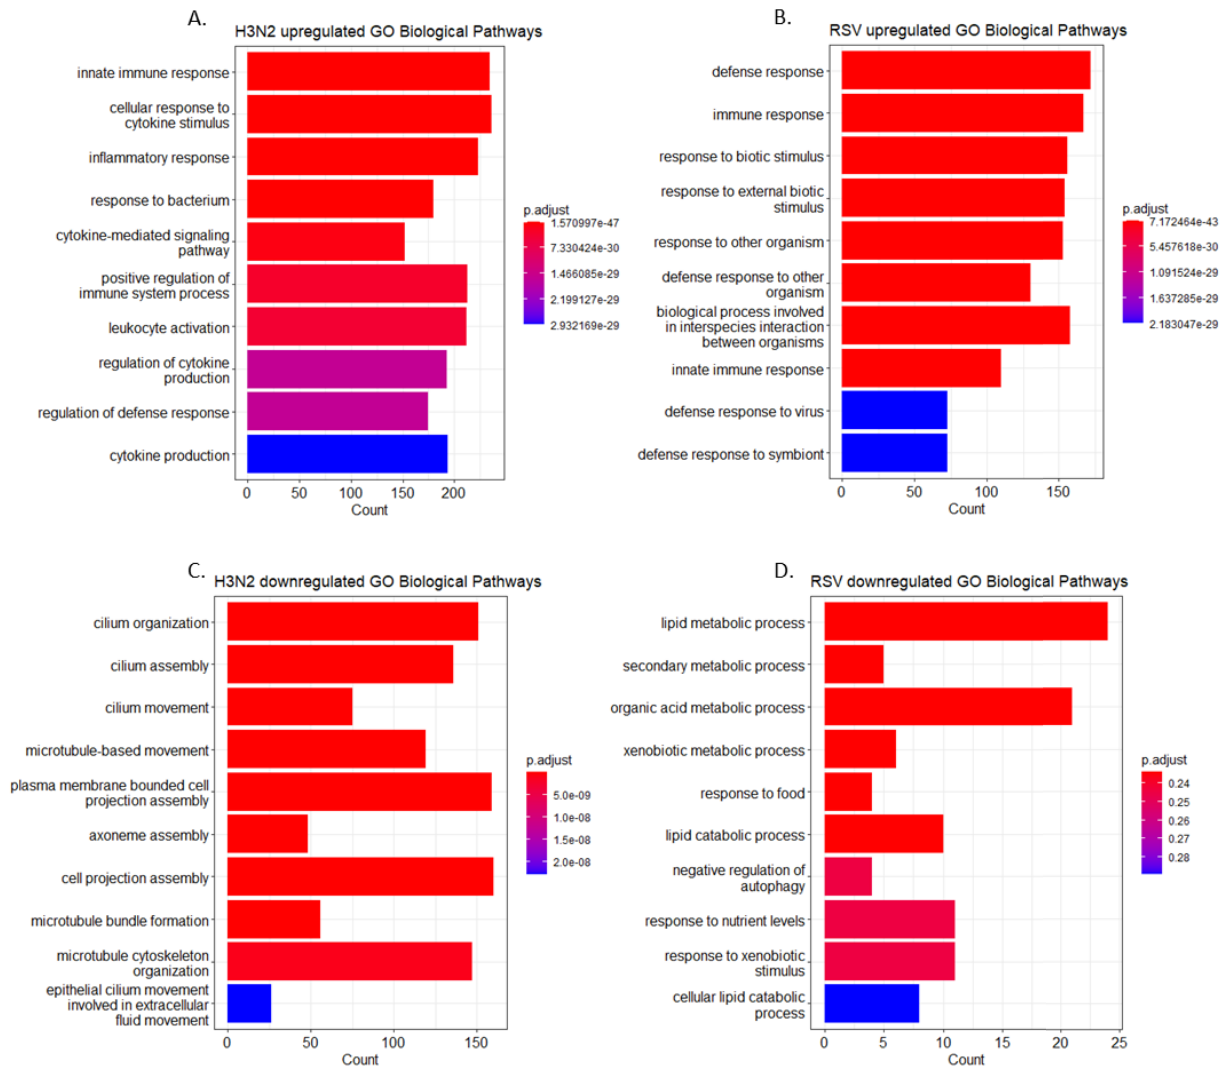 A.
H3N2 upregulated GO Biological Pathways
innate immune response
cellular response to
cytokine stimulus
inflammatory response
response to bacterium
cytokine-mediated signaling
pathway
positive regulation of
immune system process
leukocyte activation
regulation of cytokine
production
regulation of defense response
cytokine production
0 50 100 150 200
Count
p.adjust
1.570997e-47
7.330424e-30
1.466085e-29
2.199127e-29
2.932169e-29
B.
RSV upregulated GO Biological Pathways
defense response
immune response
response to biotic stimulus
response to external biotic
stimulus
response to other organism
defense response to other
organism
biological process involved
in interspecies interaction
between organisms
innate immune response
defense response to virus
defense response to symbiont
0 50 100 150
Count
p.adjust
7.172464e-43
5.457618e-30
1.091524e-29
1.637285e-29
2.183047e-29
C.
H3N2 downregulated GO Biological Pathways
cilium organization
cilium assembly
cilium movement
microtubule-based movement
plasma membrane bounded cell
projection assembly
axoneme assembly
cell projection assembly
microtubule bundle formation
microtubule cytoskeleton
organization
epithelial cilium movement
involved in extracellular
fluid movement
0 50 100 150
Count
p.adjust
5.0e-09
1.0e-08
1.5e-08
2.0e-08
D.
RSV downregulated GO Biological Pathways
lipid metabolic process
secondary metabolic process
organic acid metabolic process
xenobiotic metabolic process
response to food
lipid catabolic process
negative regulation of
autophagy
response to nutrient levels
response to xenobiotic
stimulus
cellular lipid catabolic
process
0 5 10 15 20 25
Count
p.adjust
0.24
0.25
0.26
0.27
0.28